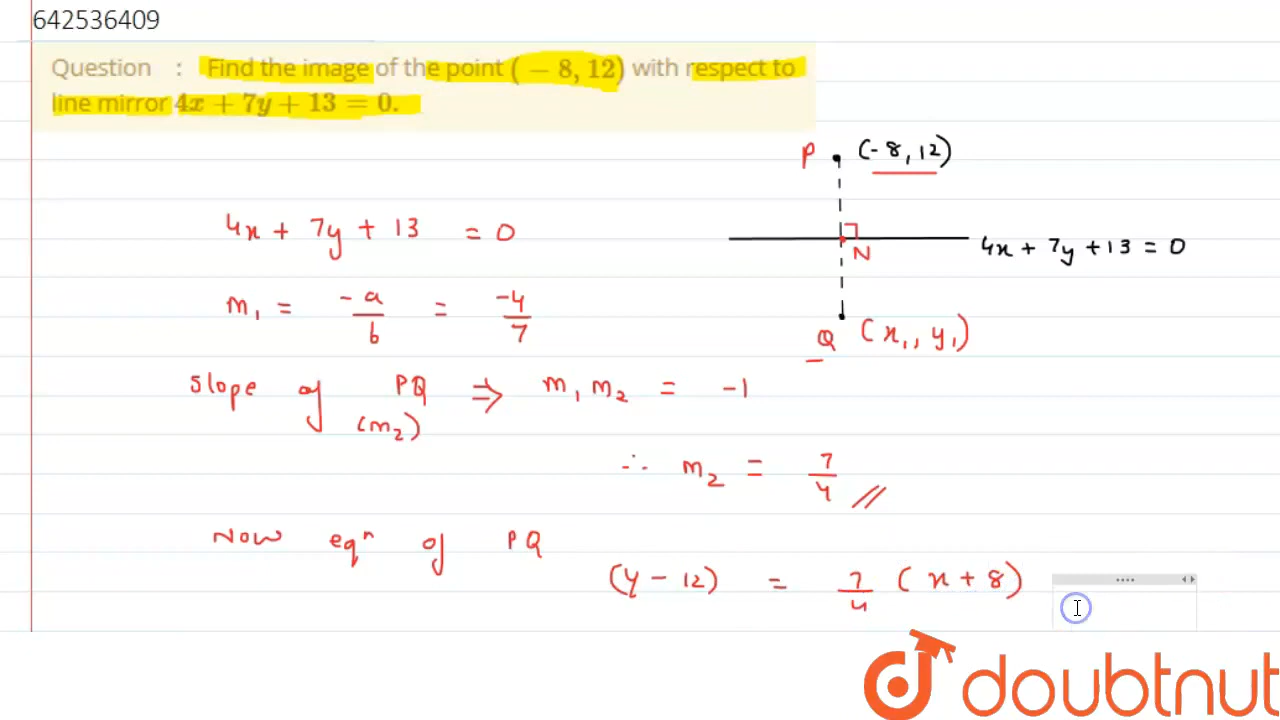 642536409
Question : Find the image of the point (−8, 12) with respect to
line mirror 4x + 7y + 13 = 0.
P (-8, 12)
4x + 7y + 13 = 0
N
4x + 7y + 13 = 0
m₁ = -a/b = -4/7
Q (x₁, y₁)
Slope of PQ ⇒ m₁ m₂ = -1
(m₂)
∴ m₂ = 7/4 //
Now eqⁿ of PQ
(y - 12) = 7/4 (x + 8)
doubtnut